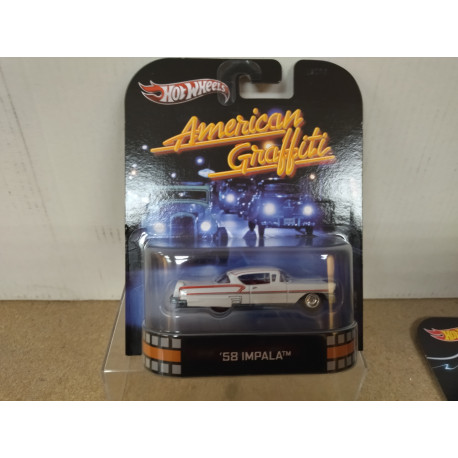 HOT WHEELS
American
Graffiti
'58 IMPALA™